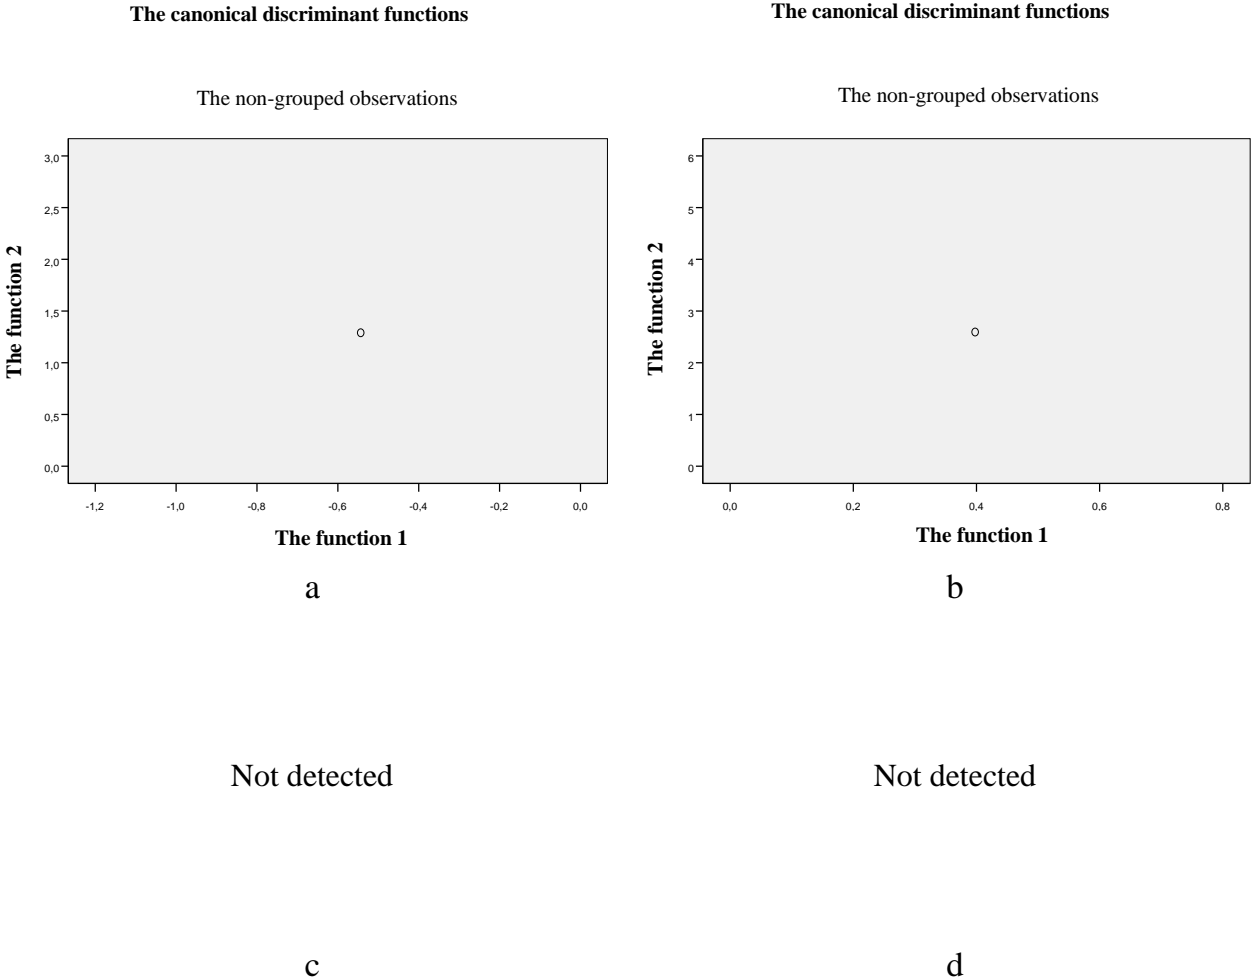 The canonical discriminant functions
The non-grouped observations
The function 2
3,0
2,5
2,0
1,5
1,0
0,5
0,0
-1,2 -1,0 -0,8 -0,6 -0,4 -0,2 0,0
The function 1
a
The canonical discriminant functions
The non-grouped observations
The function 2
6
5
4
3
2
1
0
0,0 0,2 0,4 0,6 0,8
The function 1
b
Not detected
c
Not detected
d